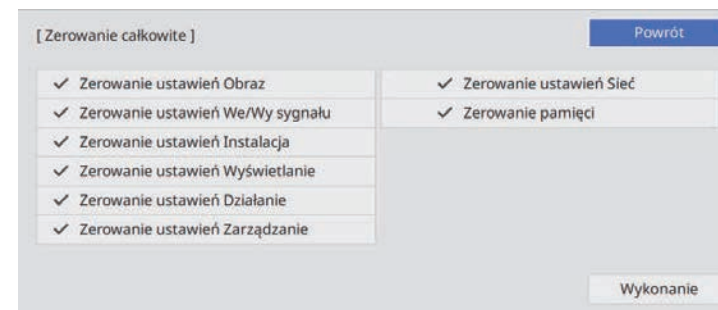 [ Zerowanie całkowite ]
Powrót
✓ Zerowanie ustawień Obraz
✓ Zerowanie ustawień We/Wy sygnału
✓ Zerowanie ustawień Instalacja
✓ Zerowanie ustawień Wyświetlanie
✓ Zerowanie ustawień Działanie
✓ Zerowanie ustawień Zarządzanie
✓ Zerowanie ustawień Sieć
✓ Zerowanie pamięci
Wykonanie